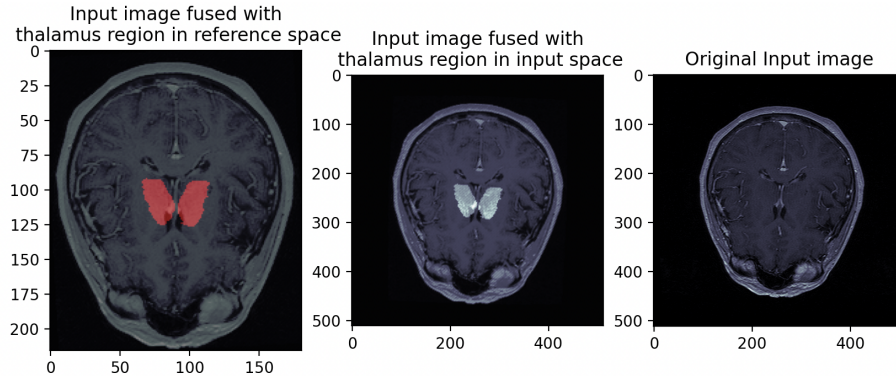 Input image fused with
thalamus region in reference space
0
25
50
75
100
125
150
175
200
0 50 100 150
Input image fused with
thalamus region in input space
0
100
200
300
400
500
0 200 400
Original Input image
0
100
200
300
400
500
0 200 400